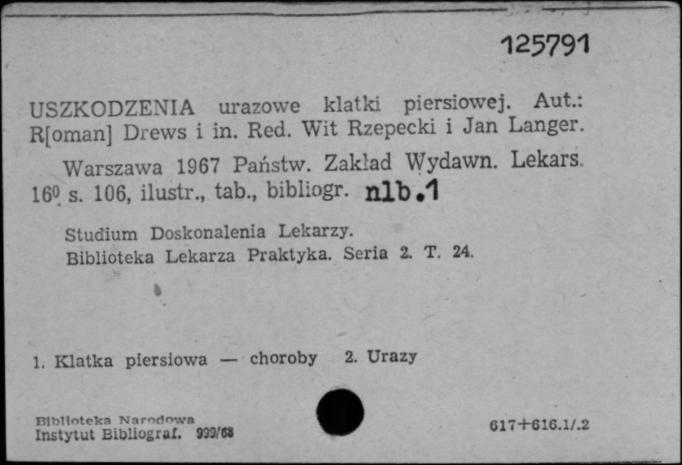 125791
USZKODZENIA urazowe klatki piersiowej. Aut.:
R[oman] Drews i in. Red. Wit Rzepecki i Jan Langer.
Warszawa 1967 Państw. Zakład Wydawn. Lekars.
16⁰ s. 106, ilustr., tab., bibliogr. nlb.1
Studium Doskonalenia Lekarzy.
Biblioteka Lekarza Praktyka. Seria 2. T. 24.
1. Klatka piersiowa — choroby 2. Urazy
Biblioteka Narodowa
Instytut Bibliograf. 999/68
617+616.1/.2